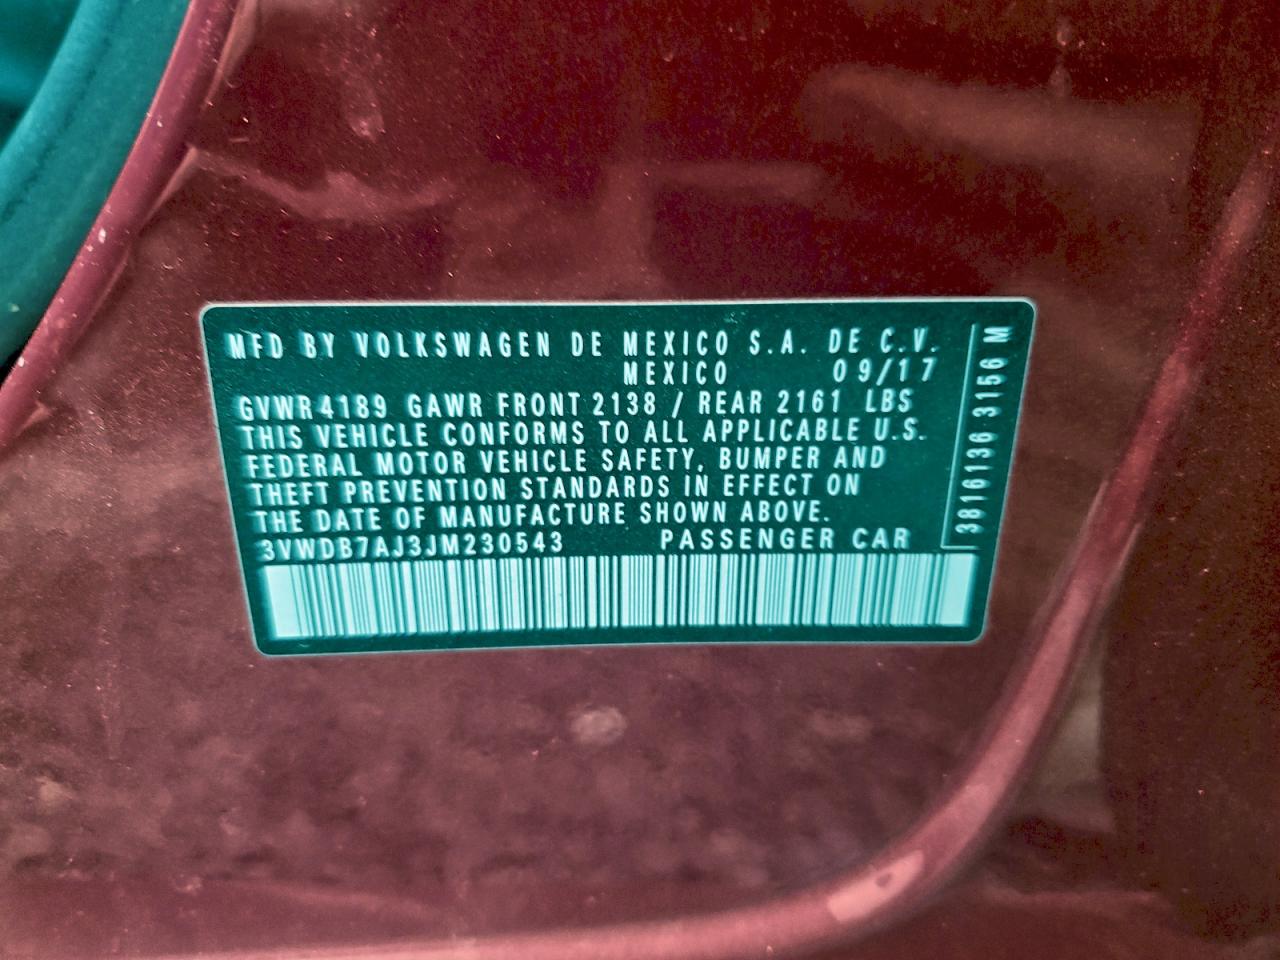 MFD BY VOLKSWAGEN DE MEXICO S.A. DE C.V.
MEXICO 09/17
GVWR 4189 GAWR FRONT 2138 / REAR 2161 LBS
THIS VEHICLE CONFORMS TO ALL APPLICABLE U.S.
FEDERAL MOTOR VEHICLE SAFETY, BUMPER AND
THEFT PREVENTION STANDARDS IN EFFECT ON
THE DATE OF MANUFACTURE SHOWN ABOVE.
3VWDB7AJ3JM230543 PASSENGER CAR
3816136 3156 M